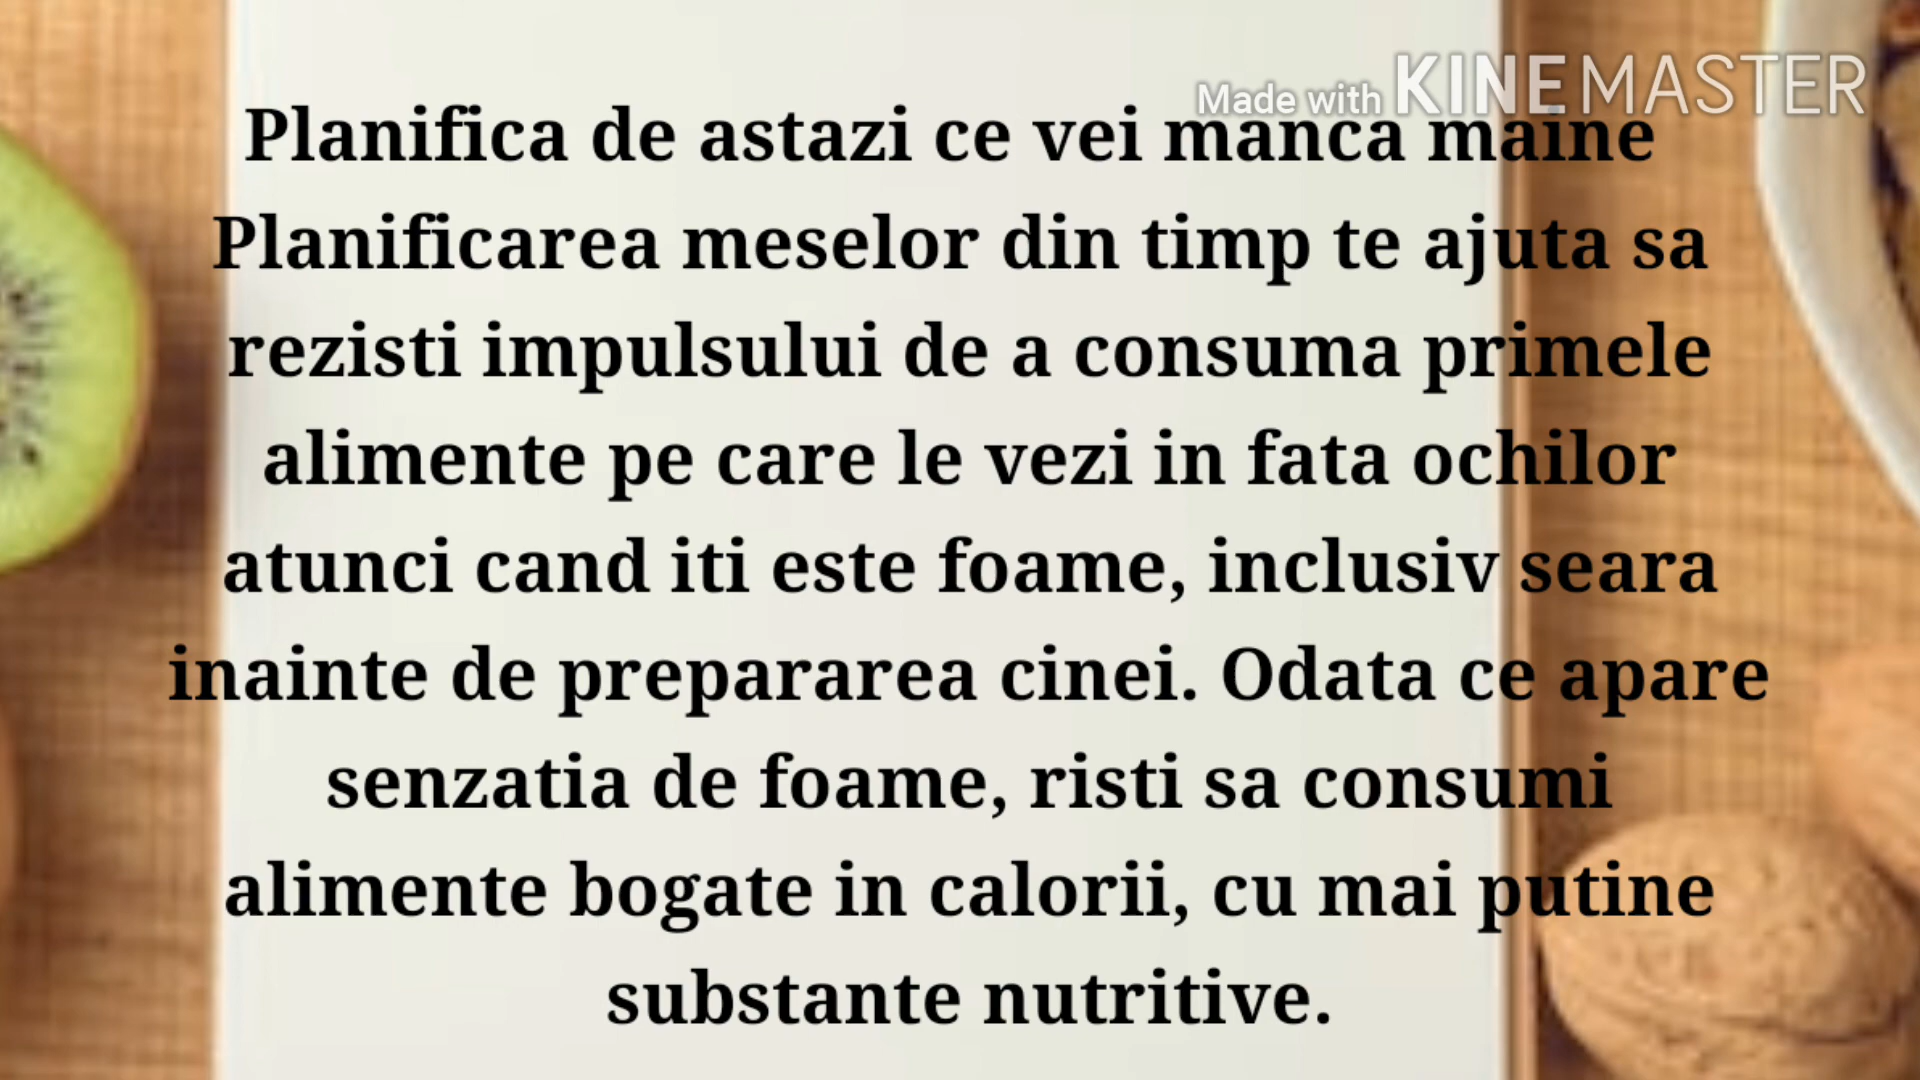 Made with KINEMASTER
Planifica de astazi ce vei manca maine
Planificarea meselor din timp te ajuta sa
rezisti impulsului de a consuma primele
alimente pe care le vezi in fata ochilor
atunci cand iti este foame, inclusiv seara
inainte de prepararea cinei. Odata ce apare
senzatia de foame, risti sa consumi
alimente bogate in calorii, cu mai putine
substante nutritive.